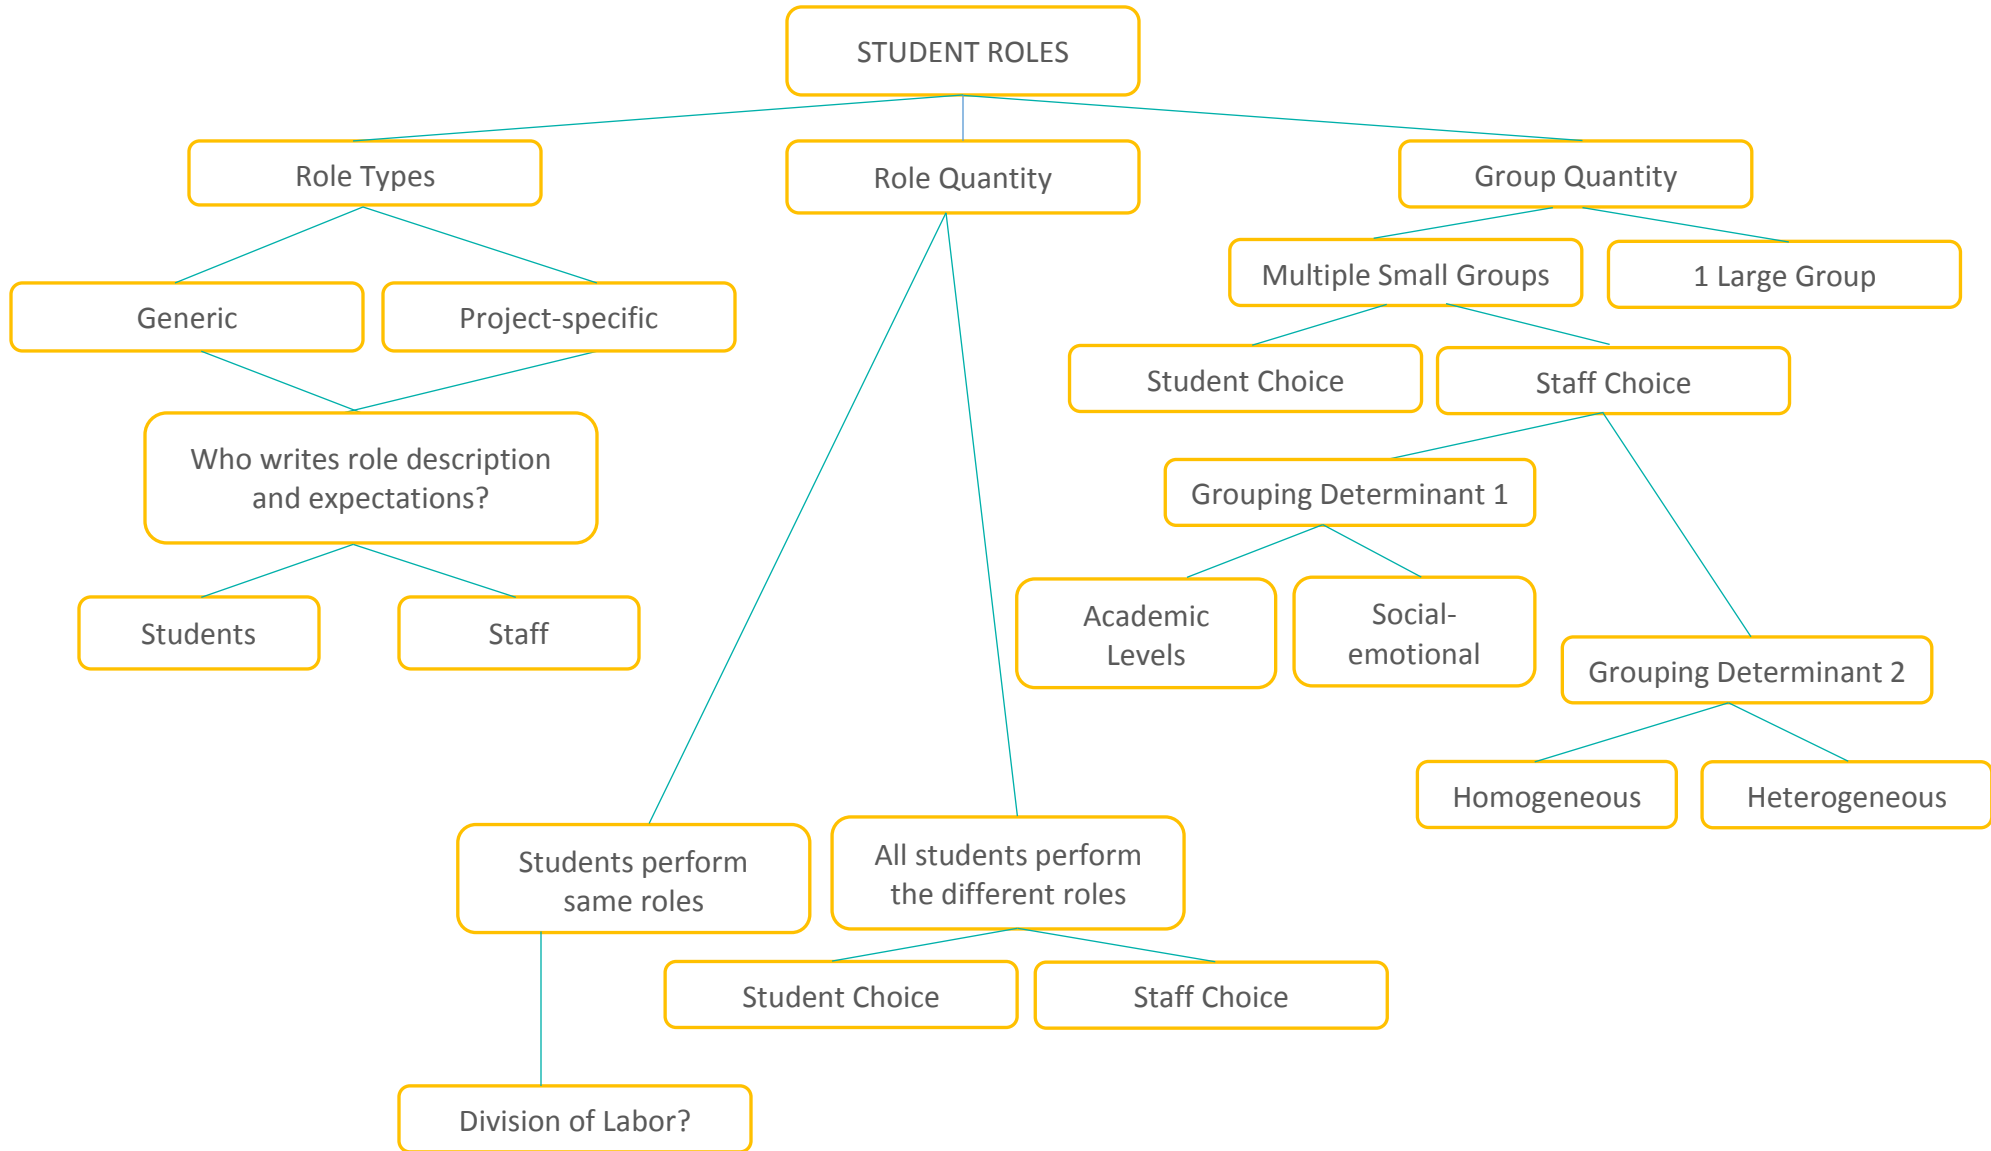 STUDENT ROLES
Role Types
Role Quantity
Group Quantity
Multiple Small Groups
1 Large Group
Generic
Project-specific
Student Choice
Staff Choice
Who writes role description
and expectations?
Grouping Determinant 1
Students
Staff
Academic
Levels
Social-
emotional
Grouping Determinant 2
Homogeneous
Heterogeneous
Students perform
same roles
All students perform
the different roles
Student Choice
Staff Choice
Division of Labor?